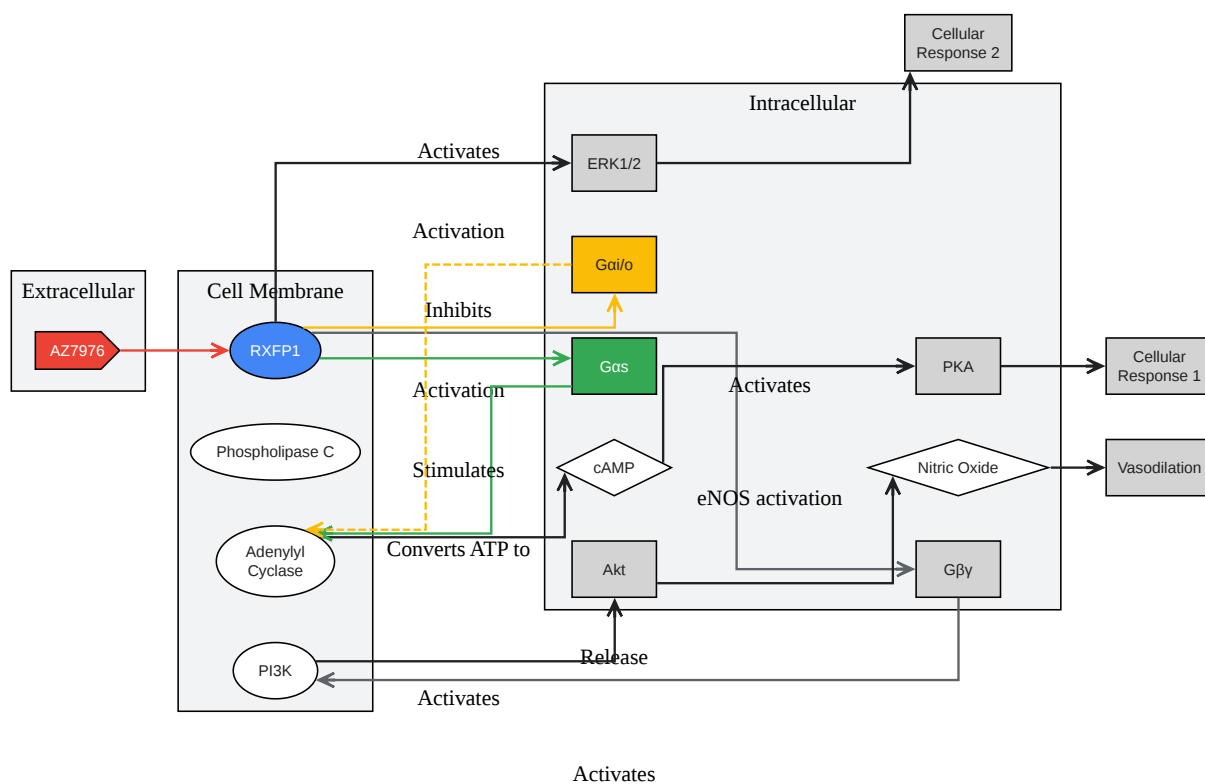 Cellular
Response 2
Intracellular
Activates
ERK1/2
Activation
Gαi/o
Extracellular
Cell Membrane
Inhibits
AZ7976
RXFP1
Gαs
PKA
Cellular
Response 1
Activation
Activates
Phospholipase C
Stimulates
cAMP
Nitric Oxide
Vasodilation
eNOS activation
Adenylyl
Cyclase
Converts ATP to
Akt
Gβγ
Release
PI3K
Activates
Activates